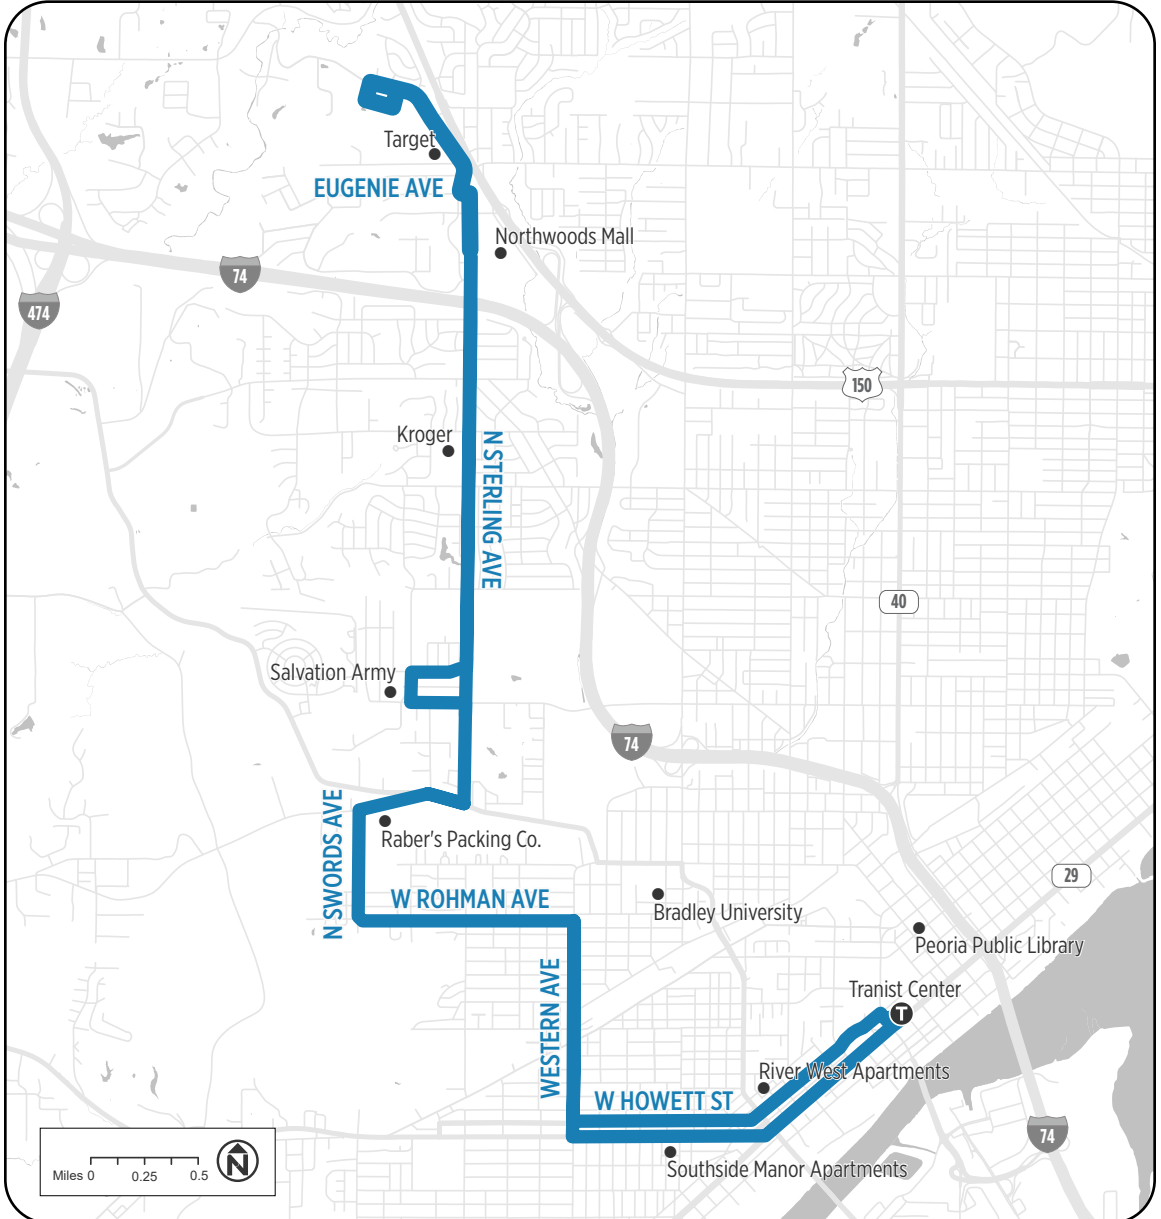 Target
EUGENIE AVE
Northwoods Mall
74
474
150
Kroger
N STERLING AVE
40
Salvation Army
74
N SWORDS AVE
Raber's Packing Co.
29
W ROHMAN AVE
Bradley University
Peoria Public Library
WESTERN AVE
Tranist Center
T
River West Apartments
W HOWETT ST
74
Southside Manor Apartments
N
Miles 0 0.25 0.5